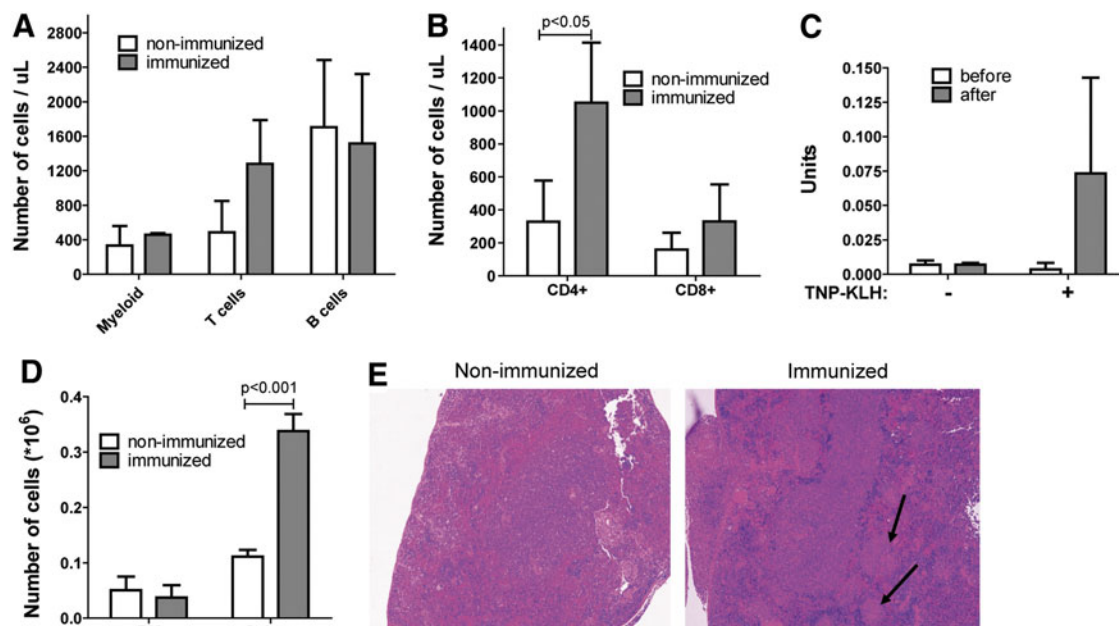 A
Number of cells / uL
2800
2400
2000
1600
1200
800
400
0
non-immunized
immunized
Myeloid
T cells
B cells
B
Number of cells / uL
1400
1200
1000
800
600
400
200
0
p<0.05
non-immunized
immunized
CD4+
CD8+
C
Units
0.150
0.125
0.100
0.075
0.050
0.025
0.000
before
after
TNP-KLH: - +
D
Number of cells (*10⁶)
0.4
0.3
0.2
0.1
0.0
p<0.001
non-immunized
immunized
E
Non-immunized
Immunized